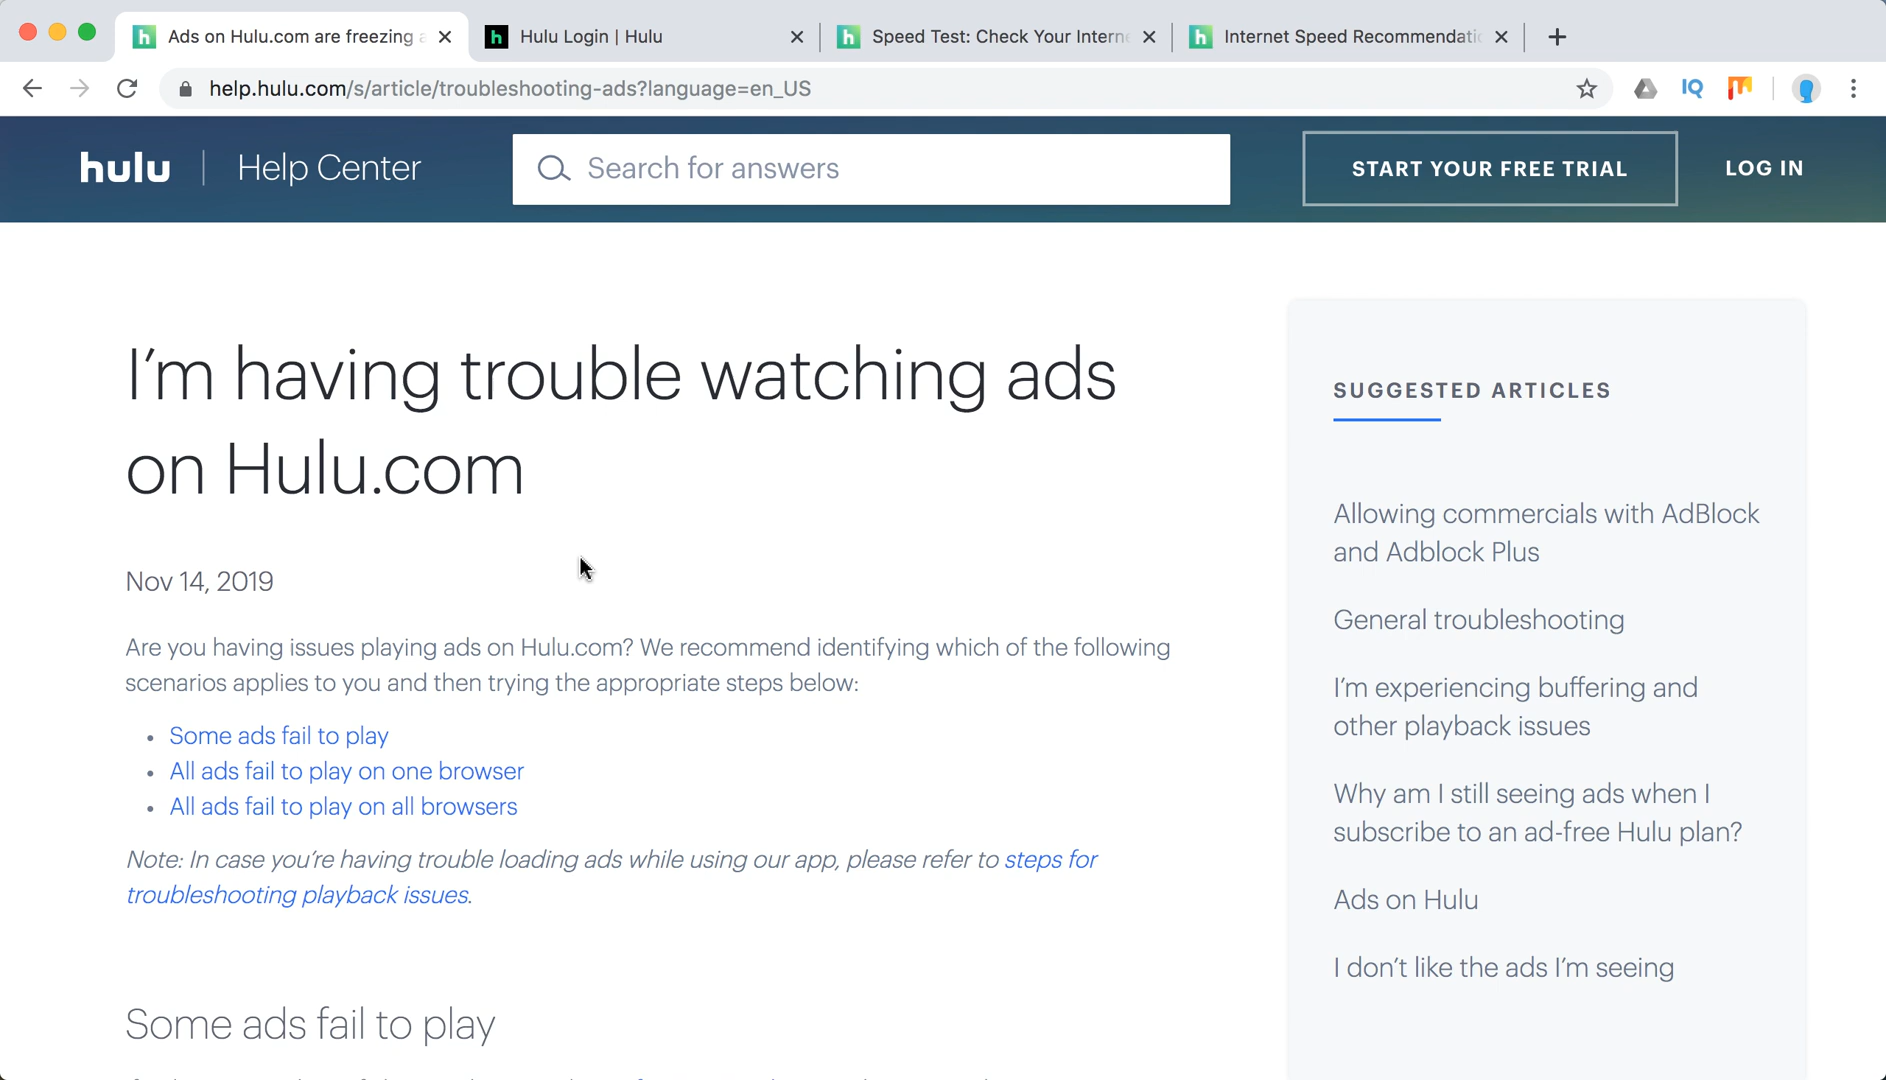 Ads on Hulu.com are freezing
Hulu Login | Hulu
Speed Test: Check Your Intern
Internet Speed Recommendati
help.hulu.com/s/article/troubleshooting-ads?language=en_US
IQ
hulu
Help Center
Search for answers
START YOUR FREE TRIAL
LOG IN
I'm having trouble watching ads
on Hulu.com
Nov 14, 2019
Are you having issues playing ads on Hulu.com? We recommend identifying which of the following
scenarios applies to you and then trying the appropriate steps below:
• Some ads fail to play
• All ads fail to play on one browser
• All ads fail to play on all browsers
Note: In case you're having trouble loading ads while using our app, please refer to steps for
troubleshooting playback issues.
Some ads fail to play
SUGGESTED ARTICLES
Allowing commercials with AdBlock
and Adblock Plus
General troubleshooting
I'm experiencing buffering and
other playback issues
Why am I still seeing ads when I
subscribe to an ad-free Hulu plan?
Ads on Hulu
I don't like the ads I'm seeing